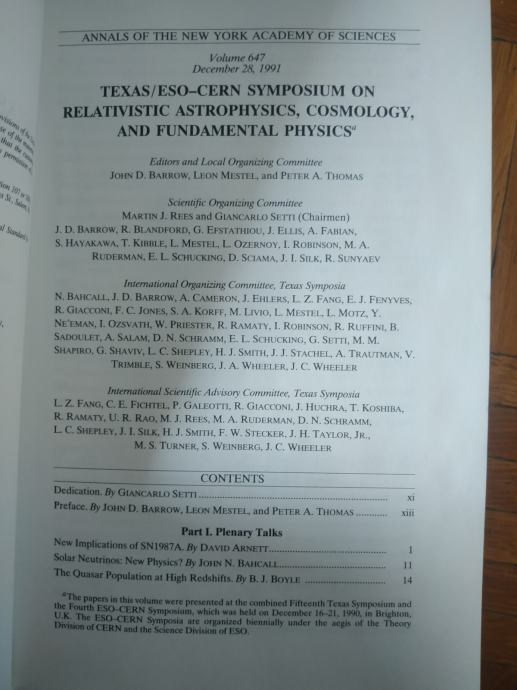 ANNALS OF THE NEW YORK ACADEMY OF SCIENCES
Volume 647
December 28, 1991
TEXAS/ESO–CERN SYMPOSIUM ON
RELATIVISTIC ASTROPHYSICS, COSMOLOGY,
AND FUNDAMENTAL PHYSICSᵃ
Editors and Local Organizing Committee
JOHN D. BARROW, LEON MESTEL, and PETER A. THOMAS
Scientific Organizing Committee
MARTIN J. REES and GIANCARLO SETTI (Chairmen)
J. D. BARROW, R. BLANDFORD, G. EFSTATHIOU, J. ELLIS, A. FABIAN,
S. HAYAKAWA, T. KIBBLE, L. MESTEL, L. OZERNOY, I. ROBINSON, M. A.
RUDERMAN, E. L. SCHUCKING, D. SCIAMA, J. I. SILK, R. SUNYAEV
International Organizing Committee, Texas Symposia
N. BAHCALL, J. D. BARROW, A. CAMERON, J. EHLERS, L. Z. FANG, E. J. FENYVES,
R. GIACCONI, F. C. JONES, S. A. KORFF, M. LIVIO, L. MESTEL, L. MOTZ, Y.
NE'EMAN, I. OZSVATH, W. PRIESTER, R. RAMATY, I. ROBINSON, R. RUFFINI, B.
SADOULET, A. SALAM, D. N. SCHRAMM, E. L. SCHUCKING, G. SETTI, M. M.
SHAPIRO, G. SHAVIV, L. C. SHEPLEY, H. J. SMITH, J. J. STACHEL, A. TRAUTMAN, V.
TRIMBLE, S. WEINBERG, J. A. WHEELER, J. C. WHEELER
International Scientific Advisory Committee, Texas Symposia
L. Z. FANG, C. E. FICHTEL, P. GALEOTTI, R. GIACCONI, J. HUCHRA, T. KOSHIBA,
R. RAMATY, U. R. RAO, M. J. REES, M. A. RUDERMAN, D. N. SCHRAMM,
L. C. SHEPLEY, J. I. SILK, H. J. SMITH, F. W. STECKER, J. H. TAYLOR, JR.,
M. S. TURNER, S. WEINBERG, J. C. WHEELER
CONTENTS
Dedication. By GIANCARLO SETTI ........ xi
Preface. By JOHN D. BARROW, LEON MESTEL, and PETER A. THOMAS ........ xiii
Part I. Plenary Talks
New Implications of SN1987A. By DAVID ARNETT ........ 1
Solar Neutrinos: New Physics? By JOHN N. BAHCALL ........ 11
The Quasar Population at High Redshifts. By B. J. BOYLE ........ 14
ᵃThe papers in this volume were presented at the combined Fifteenth Texas Symposium and
the Fourth ESO–CERN Symposium, which was held on December 16–21, 1990, in Brighton,
U.K. The ESO–CERN Symposia are organized biennially under the aegis of the Theory
Division of CERN and the Science Division of ESO.